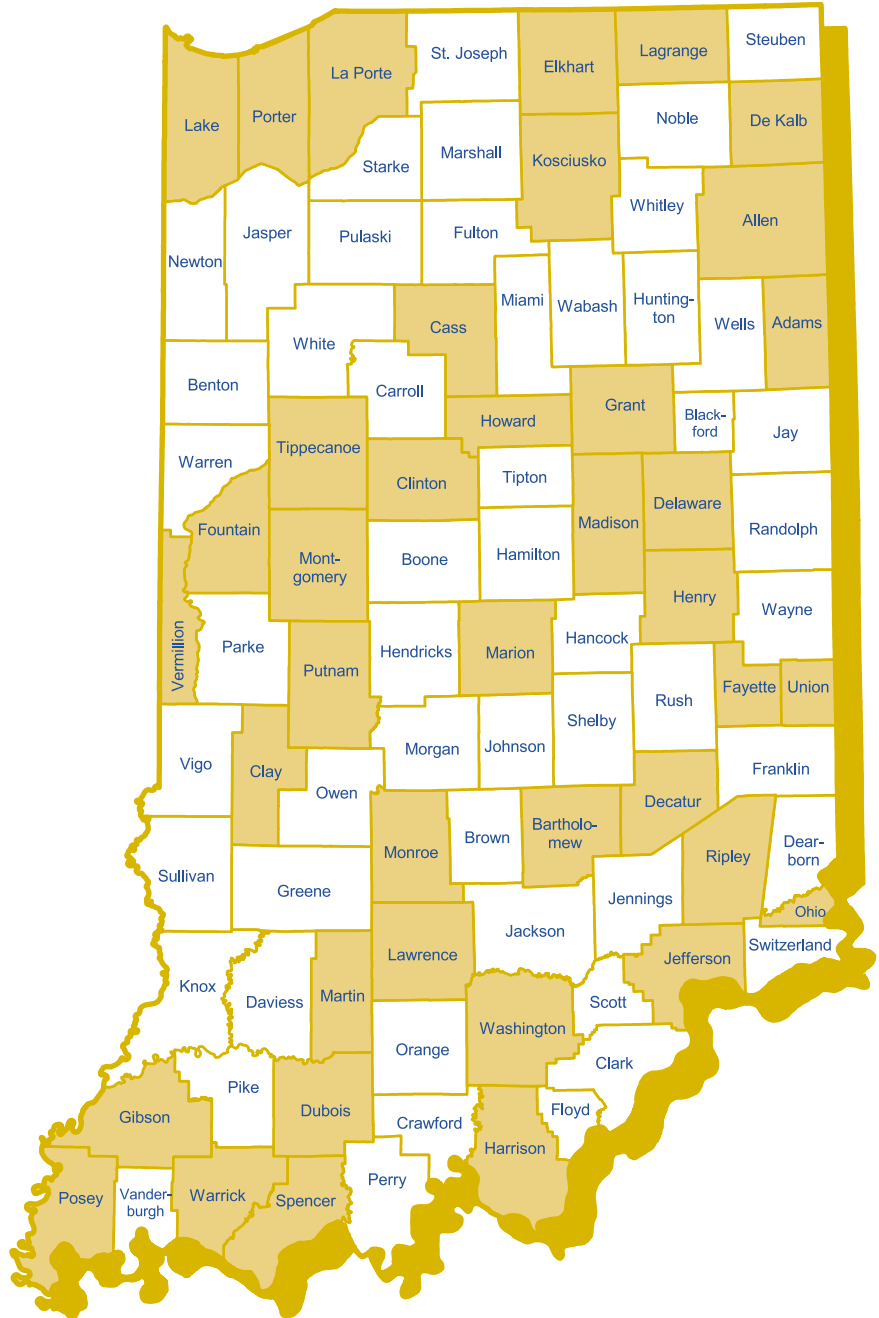 Steuben
St. Joseph
Lagrange
Elkhart
La Porte
Porter
Lake
Noble
De Kalb
Marshall
Starke
Kosciusko
Whitley
Allen
Jasper
Pulaski
Fulton
Newton
Miami
Wabash
Hunting-
ton
Wells
Adams
White
Cass
Benton
Carroll
Grant
Howard
Black-
ford
Jay
Tippecanoe
Warren
Clinton
Tipton
Delaware
Madison
Randolph
Fountain
Mont-
gomery
Boone
Hamilton
Henry
Wayne
Vermillion
Parke
Putnam
Hendricks
Marion
Hancock
Rush
Fayette
Union
Shelby
Morgan
Johnson
Vigo
Clay
Owen
Franklin
Decatur
Brown
Bartholo-
mew
Monroe
Ripley
Dear-
born
Sullivan
Greene
Jennings
Ohio
Jackson
Switzerland
Lawrence
Jefferson
Knox
Daviess
Martin
Scott
Washington
Orange
Clark
Pike
Dubois
Gibson
Crawford
Floyd
Harrison
Perry
Posey
Vander-
burgh
Warrick
Spencer